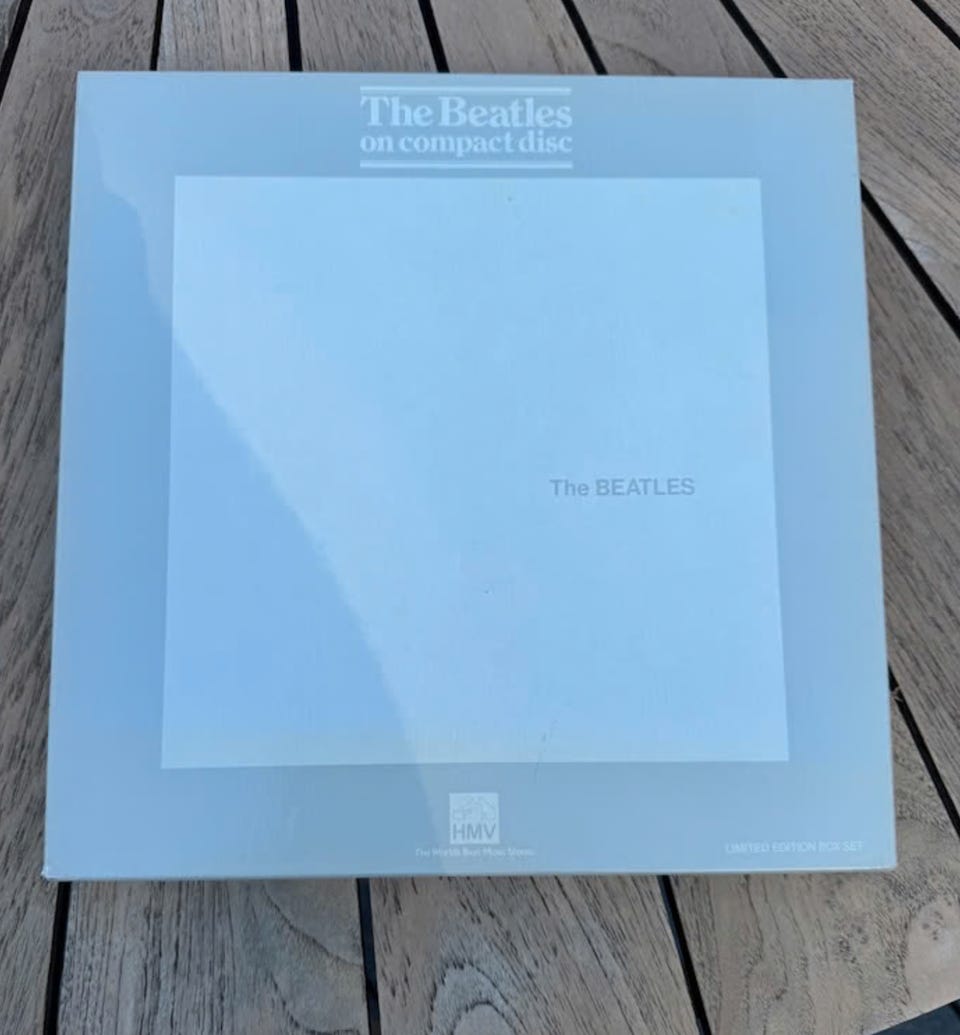 The Beatles
on compact disc
The BEATLES
HMV
The World's Best Music Stores
LIMITED EDITION BOX SET